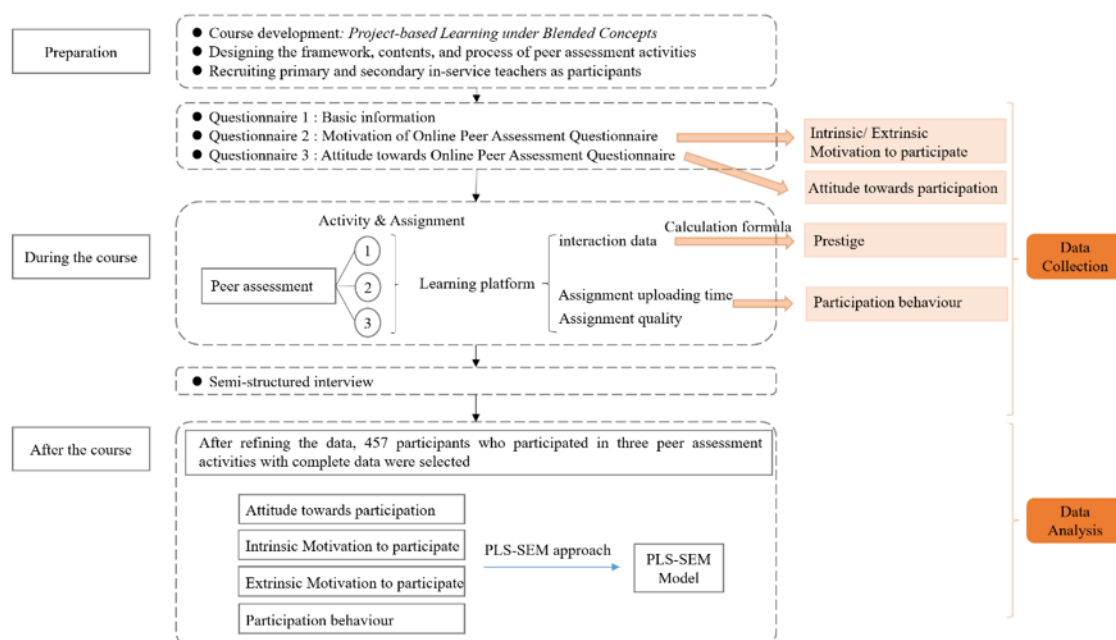 Preparation
● Course development: Project-based Learning under Blended Concepts
● Designing the framework, contents, and process of peer assessment activities
● Recruiting primary and secondary in-service teachers as participants
● Questionnaire 1 : Basic information
● Questionnaire 2 : Motivation of Online Peer Assessment Questionnaire
● Questionnaire 3 : Attitude towards Online Peer Assessment Questionnaire
Intrinsic/ Extrinsic
Motivation to participate
Attitude towards participation
During the course
Activity & Assignment
Peer assessment
1
2
3
Learning platform
interaction data
Calculation formula
Prestige
Assignment uploading time
Assignment quality
Participation behaviour
Data
Collection
● Semi-structured interview
After the course
After refining the data, 457 participants who participated in three peer assessment
activities with complete data were selected
Attitude towards participation
Intrinsic Motivation to participate
Extrinsic Motivation to participate
Participation behaviour
PLS-SEM approach
PLS-SEM
Model
Data
Analysis